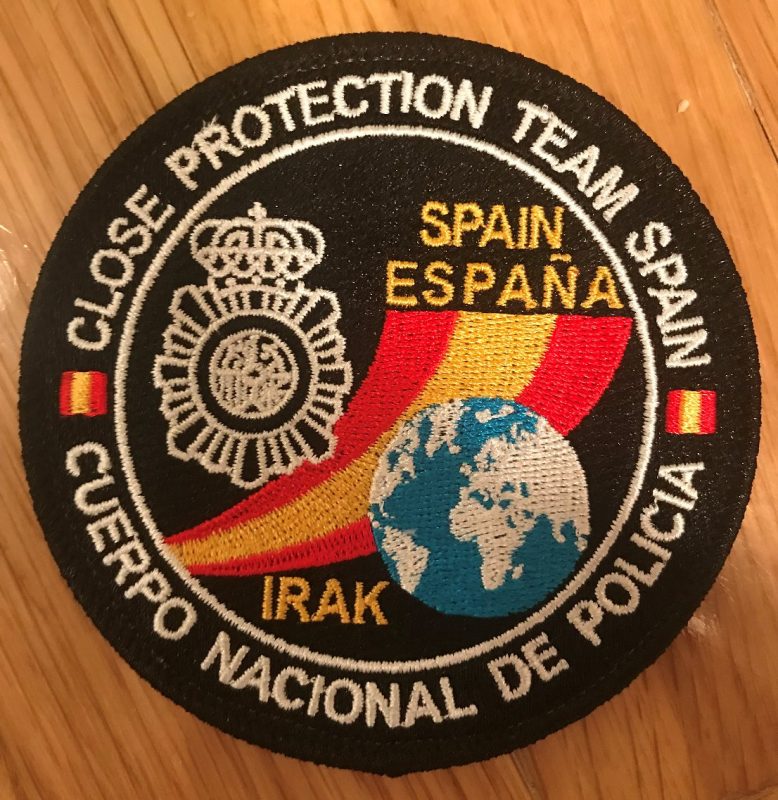 CLOSE PROTECTION TEAM SPAIN
SPAIN
ESPAÑA
IRAK
CUERPO NACIONAL DE POLICIA